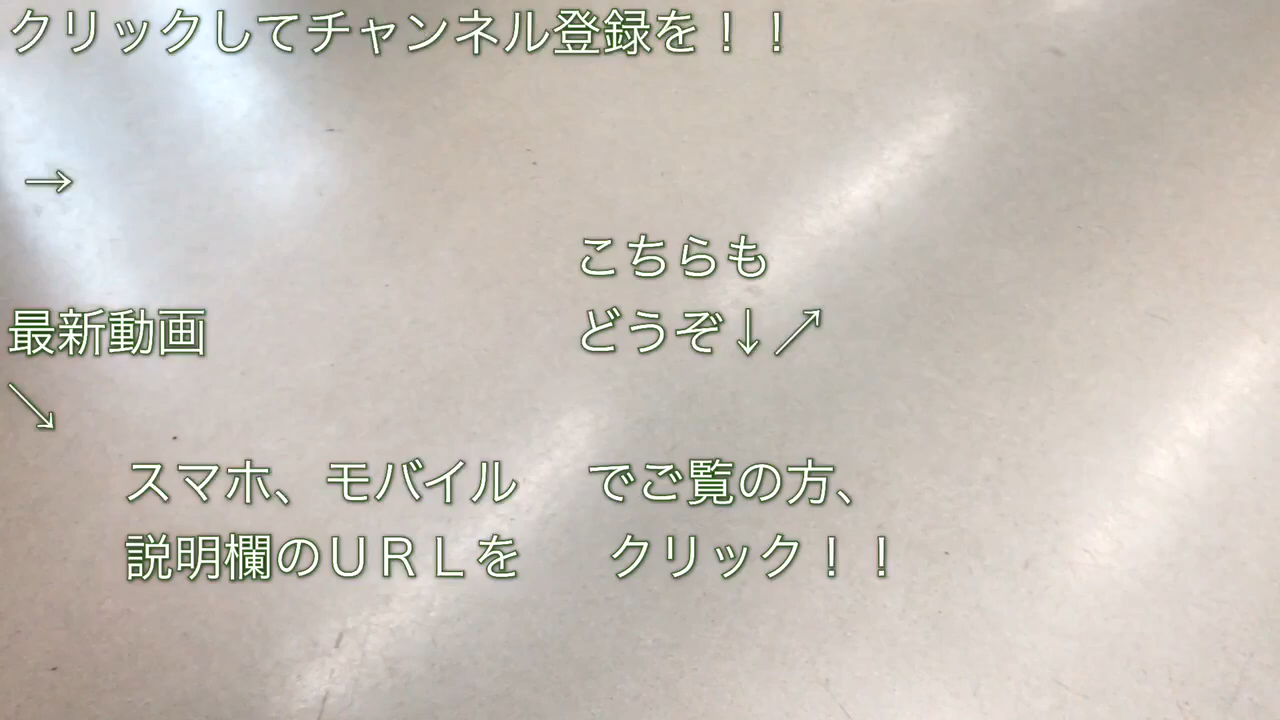 クリックしてチャンネル登録を！！
→
こちらも
最新動画
どうぞ↓↗
↘
スマホ、モバイル　でご覧の方、
説明欄のＵＲＬを　クリック！！